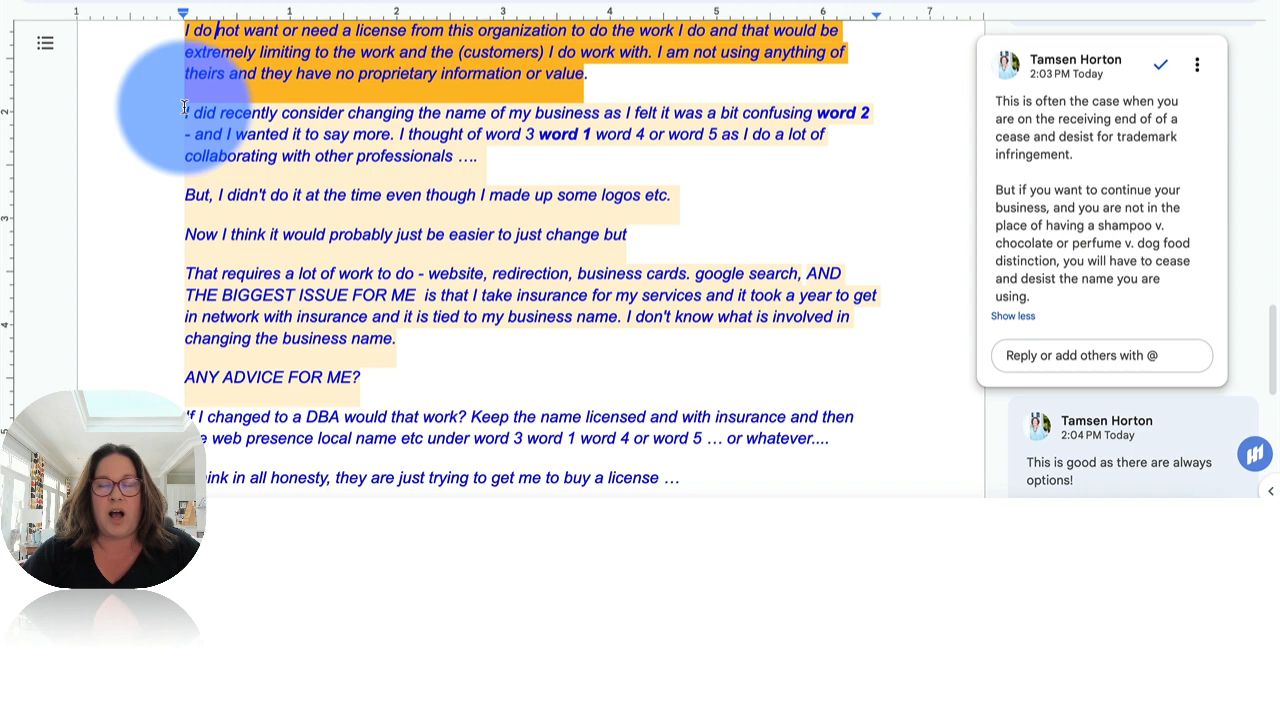 1 1 2 3 4 5 6 7
I do not want or need a license from this organization to do the work I do and that would be
extremely limiting to the work and the (customers) I do work with. I am not using anything of
theirs and they have no proprietary information or value.
I did recently consider changing the name of my business as I felt it was a bit confusing word 2
- and I wanted it to say more. I thought of word 3 word 1 word 4 or word 5 as I do a lot of
collaborating with other professionals ….
But, I didn't do it at the time even though I made up some logos etc.
Now I think it would probably just be easier to just change but
That requires a lot of work to do - website, redirection, business cards. google search, AND
THE BIGGEST ISSUE FOR ME is that I take insurance for my services and it took a year to get
in network with insurance and it is tied to my business name. I don't know what is involved in
changing the business name.
ANY ADVICE FOR ME?
If I changed to a DBA would that work? Keep the name licensed and with insurance and then
web presence local name etc under word 3 word 1 word 4 or word 5 … or whatever....
in all honesty, they are just trying to get me to buy a license …
2
3
4
5
Tamsen Horton
2:03 PM Today
This is often the case when you
are on the receiving end of of a
cease and desist for trademark
infringement.
But if you want to continue your
business, and you are not in the
place of having a shampoo v.
chocolate or perfume v. dog food
distinction, you will have to cease
and desist the name you are
using.
Show less
Reply or add others with @
Tamsen Horton
2:04 PM Today
This is good as there are always
options!